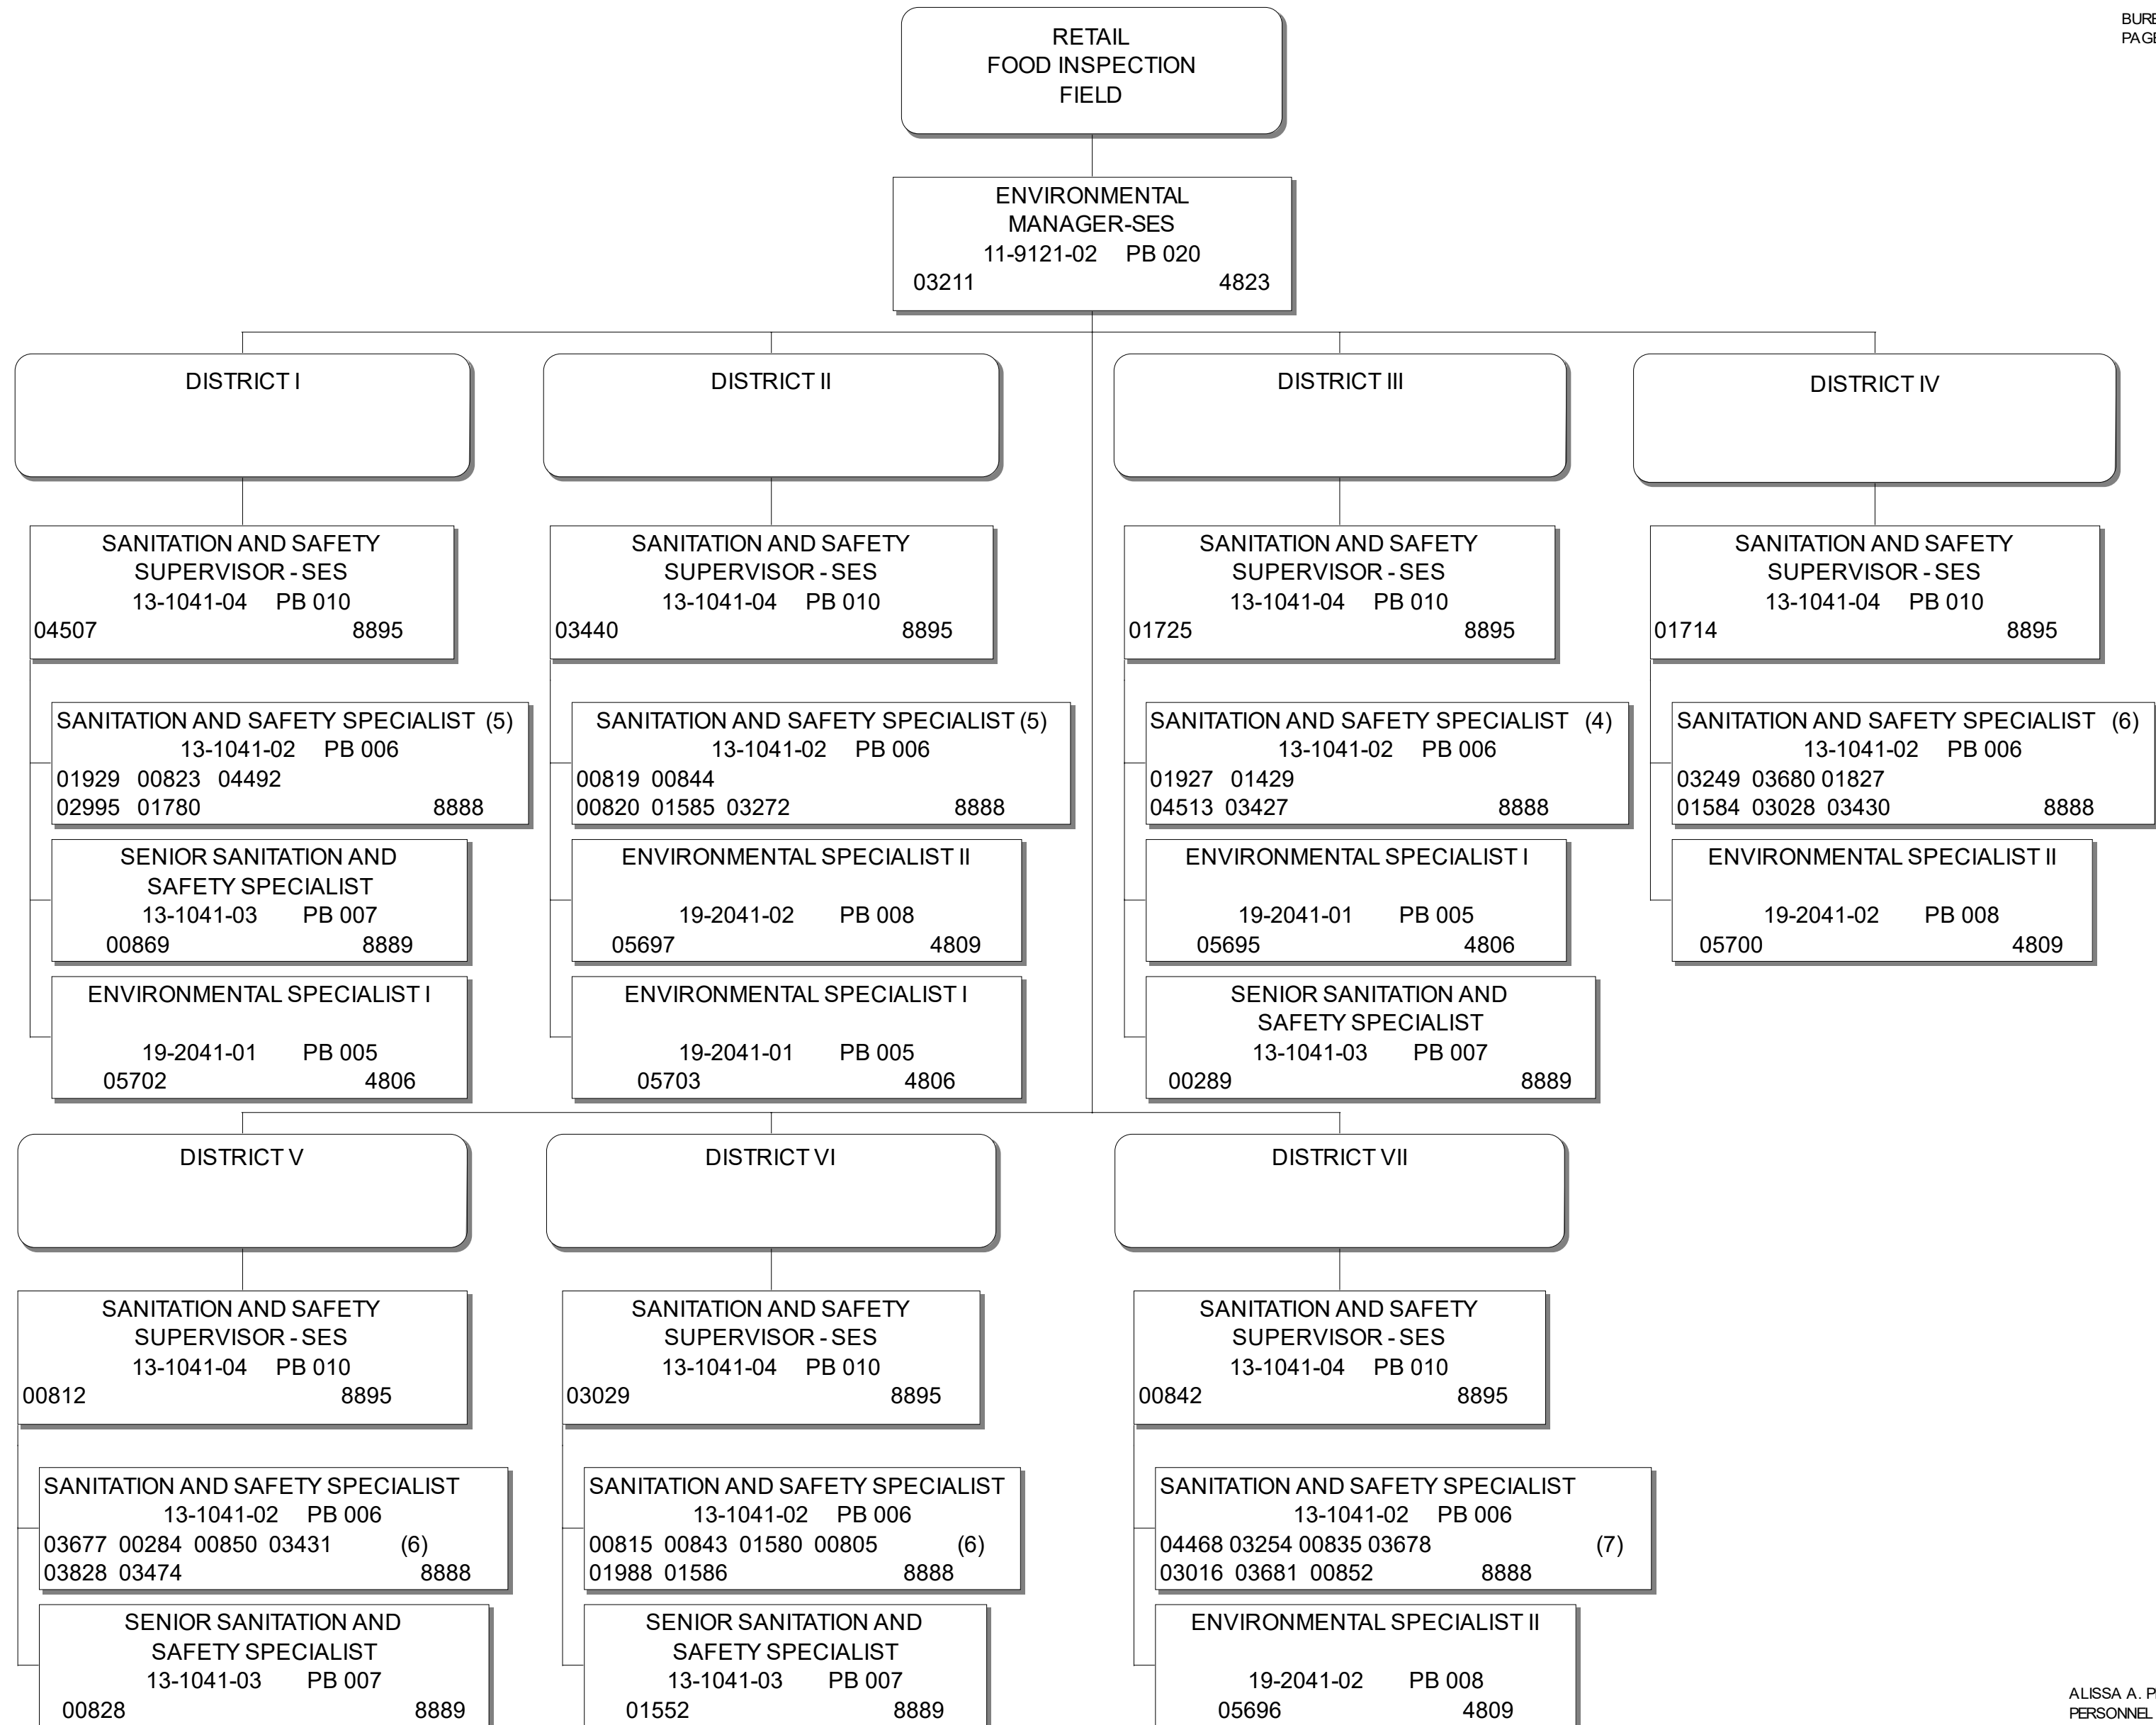 BURE
PAGE
RETAIL
FOOD INSPECTION
FIELD
ENVIRONMENTAL
MANAGER-SES
11-9121-02 PB 020
03211 4823
DISTRICT I
DISTRICT II
DISTRICT III
DISTRICT IV
SANITATION AND SAFETY
SUPERVISOR - SES
13-1041-04 PB 010
04507 8895
SANITATION AND SAFETY
SUPERVISOR - SES
13-1041-04 PB 010
03440 8895
SANITATION AND SAFETY
SUPERVISOR - SES
13-1041-04 PB 010
01725 8895
SANITATION AND SAFETY
SUPERVISOR - SES
13-1041-04 PB 010
01714 8895
SANITATION AND SAFETY SPECIALIST (5)
13-1041-02 PB 006
01929 00823 04492
02995 01780 8888
SANITATION AND SAFETY SPECIALIST (5)
13-1041-02 PB 006
00819 00844
00820 01585 03272 8888
SANITATION AND SAFETY SPECIALIST (4)
13-1041-02 PB 006
01927 01429
04513 03427 8888
SANITATION AND SAFETY SPECIALIST (6)
13-1041-02 PB 006
03249 03680 01827
01584 03028 03430 8888
SENIOR SANITATION AND
SAFETY SPECIALIST
13-1041-03 PB 007
00869 8889
ENVIRONMENTAL SPECIALIST II
19-2041-02 PB 008
05697 4809
ENVIRONMENTAL SPECIALIST I
19-2041-01 PB 005
05695 4806
ENVIRONMENTAL SPECIALIST II
19-2041-02 PB 008
05700 4809
ENVIRONMENTAL SPECIALIST I
19-2041-01 PB 005
05702 4806
ENVIRONMENTAL SPECIALIST I
19-2041-01 PB 005
05703 4806
SENIOR SANITATION AND
SAFETY SPECIALIST
13-1041-03 PB 007
00289 8889
DISTRICT V
DISTRICT VI
DISTRICT VII
SANITATION AND SAFETY
SUPERVISOR - SES
13-1041-04 PB 010
00812 8895
SANITATION AND SAFETY
SUPERVISOR - SES
13-1041-04 PB 010
03029 8895
SANITATION AND SAFETY
SUPERVISOR - SES
13-1041-04 PB 010
00842 8895
SANITATION AND SAFETY SPECIALIST
13-1041-02 PB 006
03677 00284 00850 03431 (6)
03828 03474 8888
SANITATION AND SAFETY SPECIALIST
13-1041-02 PB 006
00815 00843 01580 00805 (6)
01988 01586 8888
SANITATION AND SAFETY SPECIALIST
13-1041-02 PB 006
04468 03254 00835 03678 (7)
03016 03681 00852 8888
SENIOR SANITATION AND
SAFETY SPECIALIST
13-1041-03 PB 007
00828 8889
SENIOR SANITATION AND
SAFETY SPECIALIST
13-1041-03 PB 007
01552 8889
ENVIRONMENTAL SPECIALIST II
19-2041-02 PB 008
05696 4809
ALISSA A. P
PERSONNEL